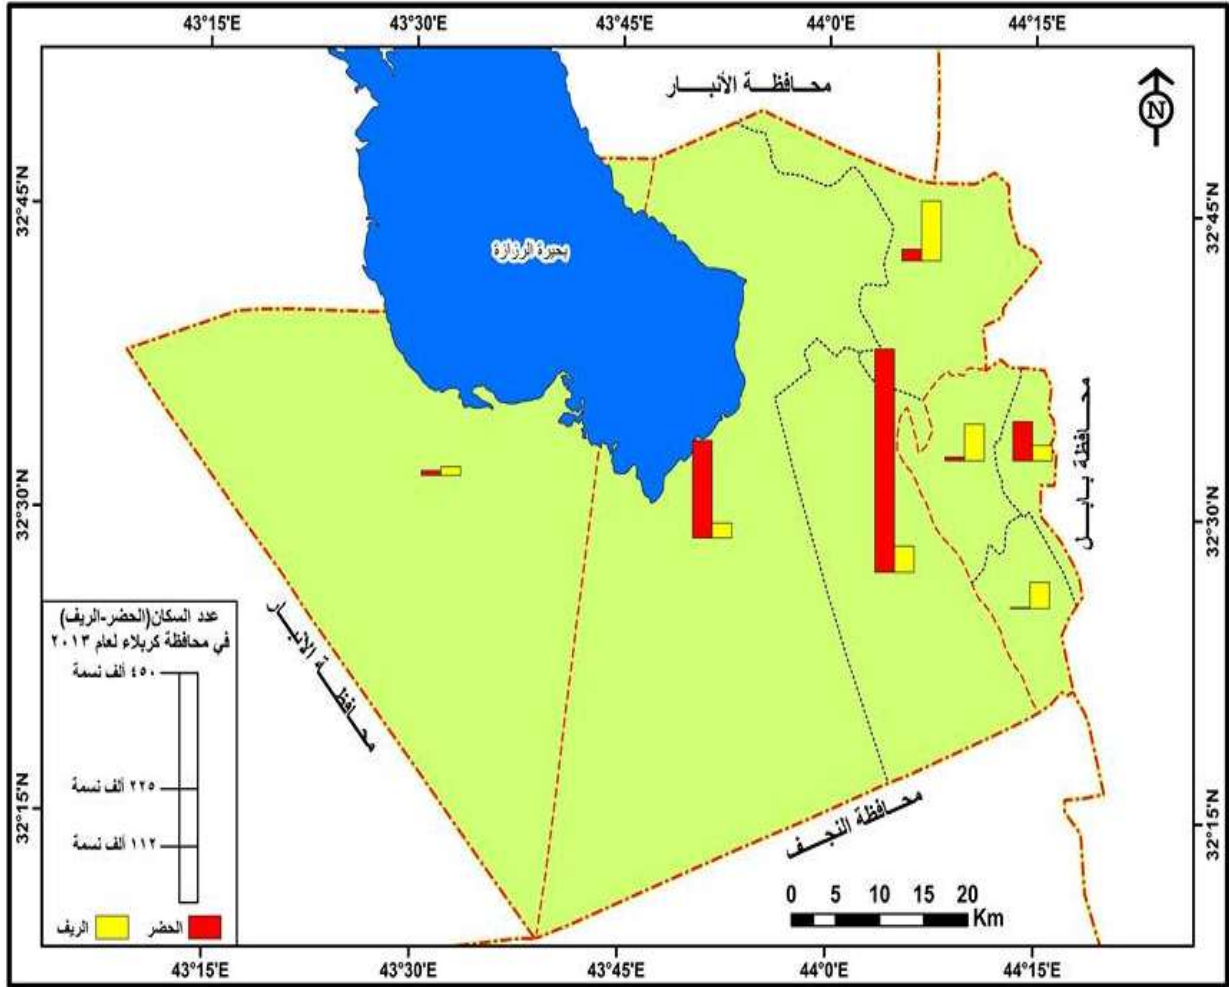 43°15'E 43°30'E 43°45'E 44°0'E 44°15'E
محافظة الأنبار
N
32°45'N
32°45'N
بحيرة الرزازة
محافظة بابل
32°30'N
32°30'N
محافظة الأنبار
عدد السكان(الحضر-الريف)
في محافظة كربلاء لعام ٢٠١٣
٤٥٠ ألف نسمة
٢٢٥ ألف نسمة
١١٢ ألف نسمة
الحضر
الريف
32°15'N
32°15'N
محافظة النجف
0 5 10 15 20
Km
43°15'E 43°30'E 43°45'E 44°0'E 44°15'E